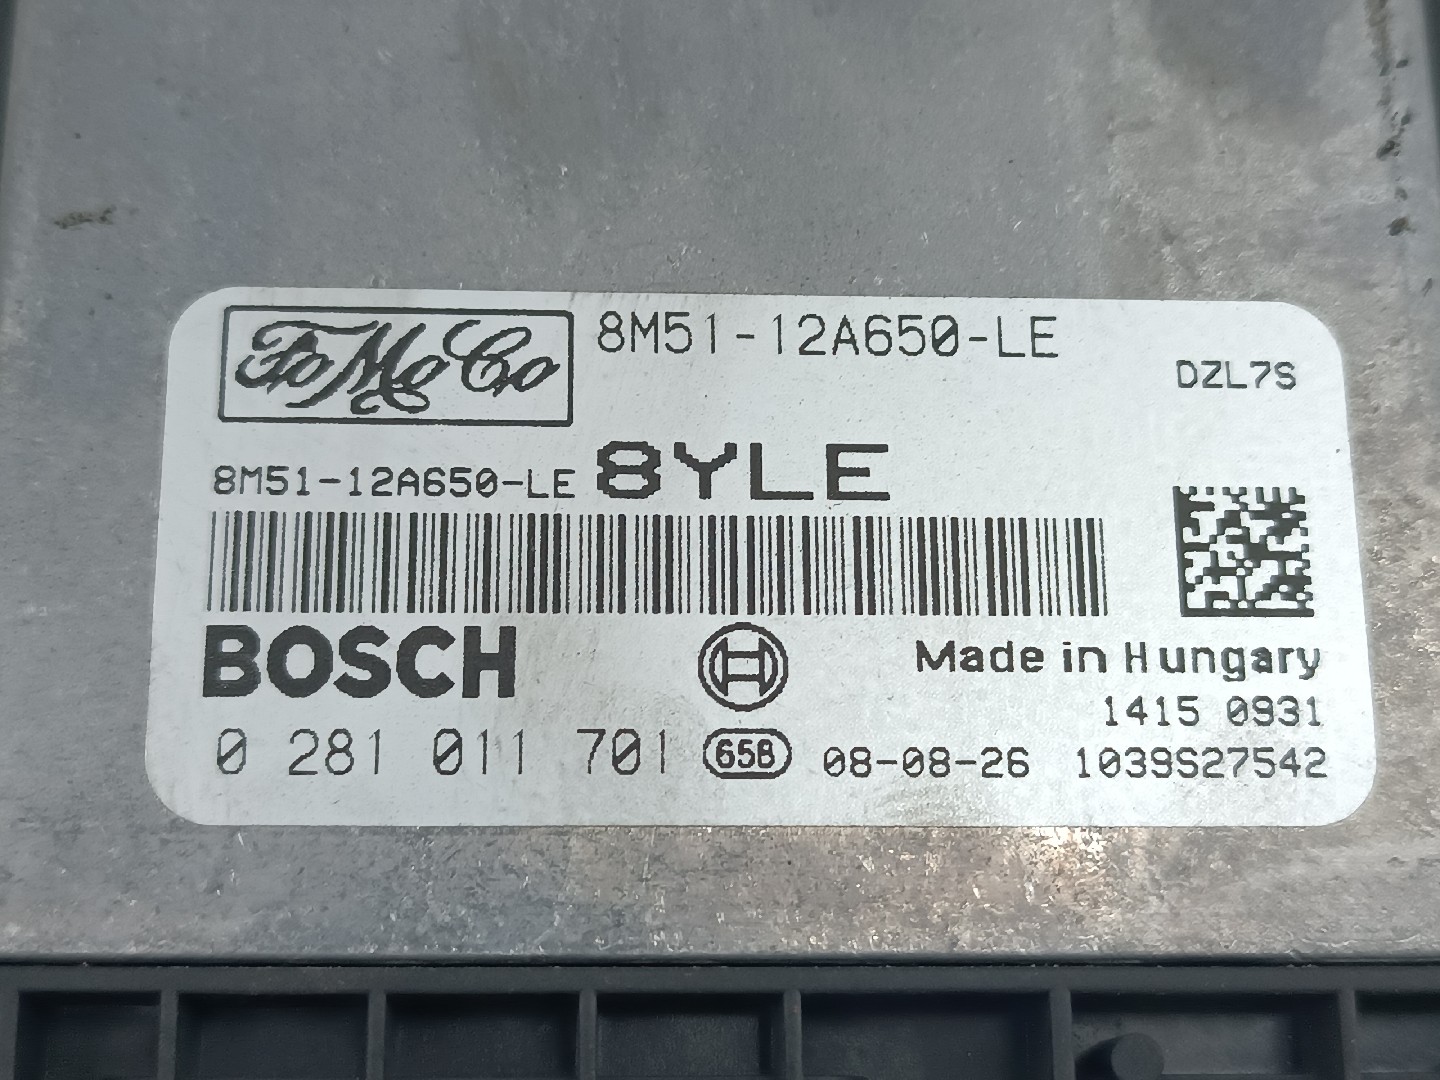 FoMoCo 8M51-12A650-LE
DZL7S
8M51-12A650-LE 8YLE
BOSCH
Made in Hungary
1415 0931
0 281 011 701 658 08-08-26 1039S27542